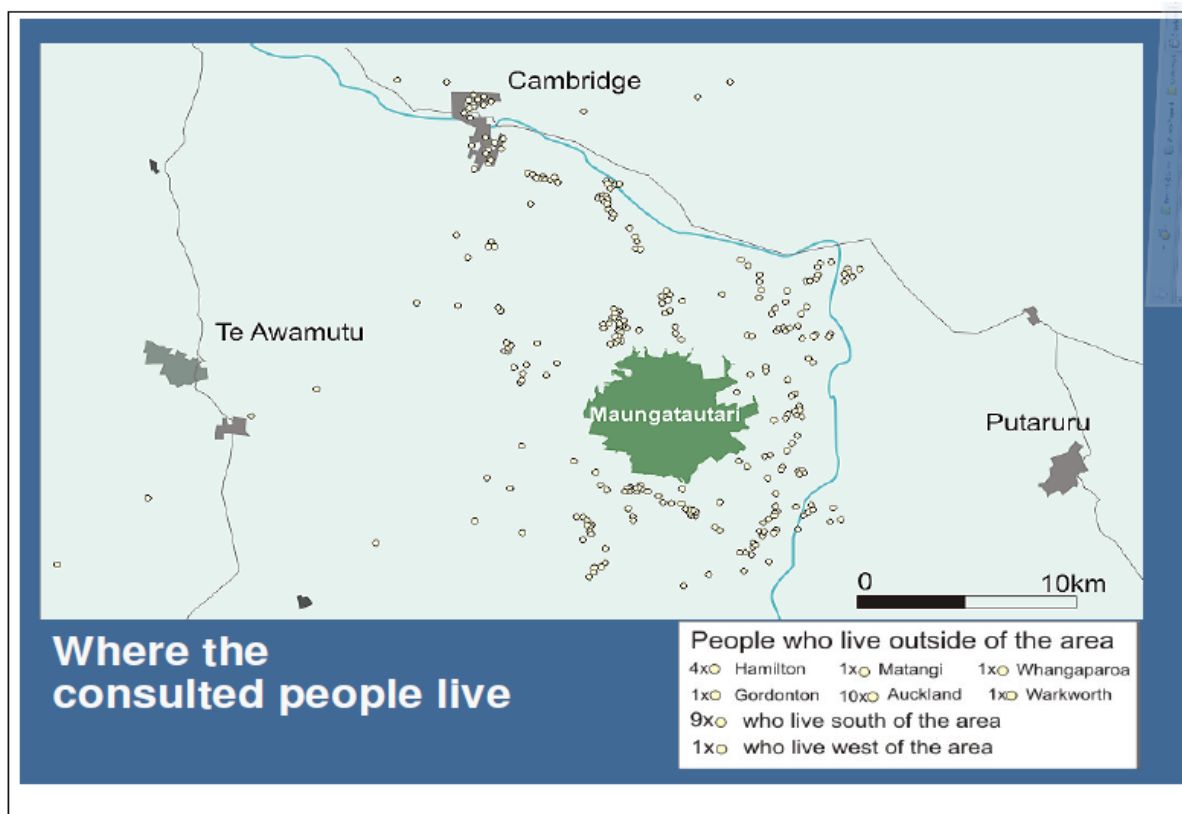 Cambridge
Te Awamutu
Maungatautari
Putaruru
0 10km
Where the
consulted people live
People who live outside of the area
4x Hamilton 1x Matangi 1x Whangaparoa
1x Gordonton 10x Auckland 1x Warkworth
9x who live south of the area
1x who live west of the area